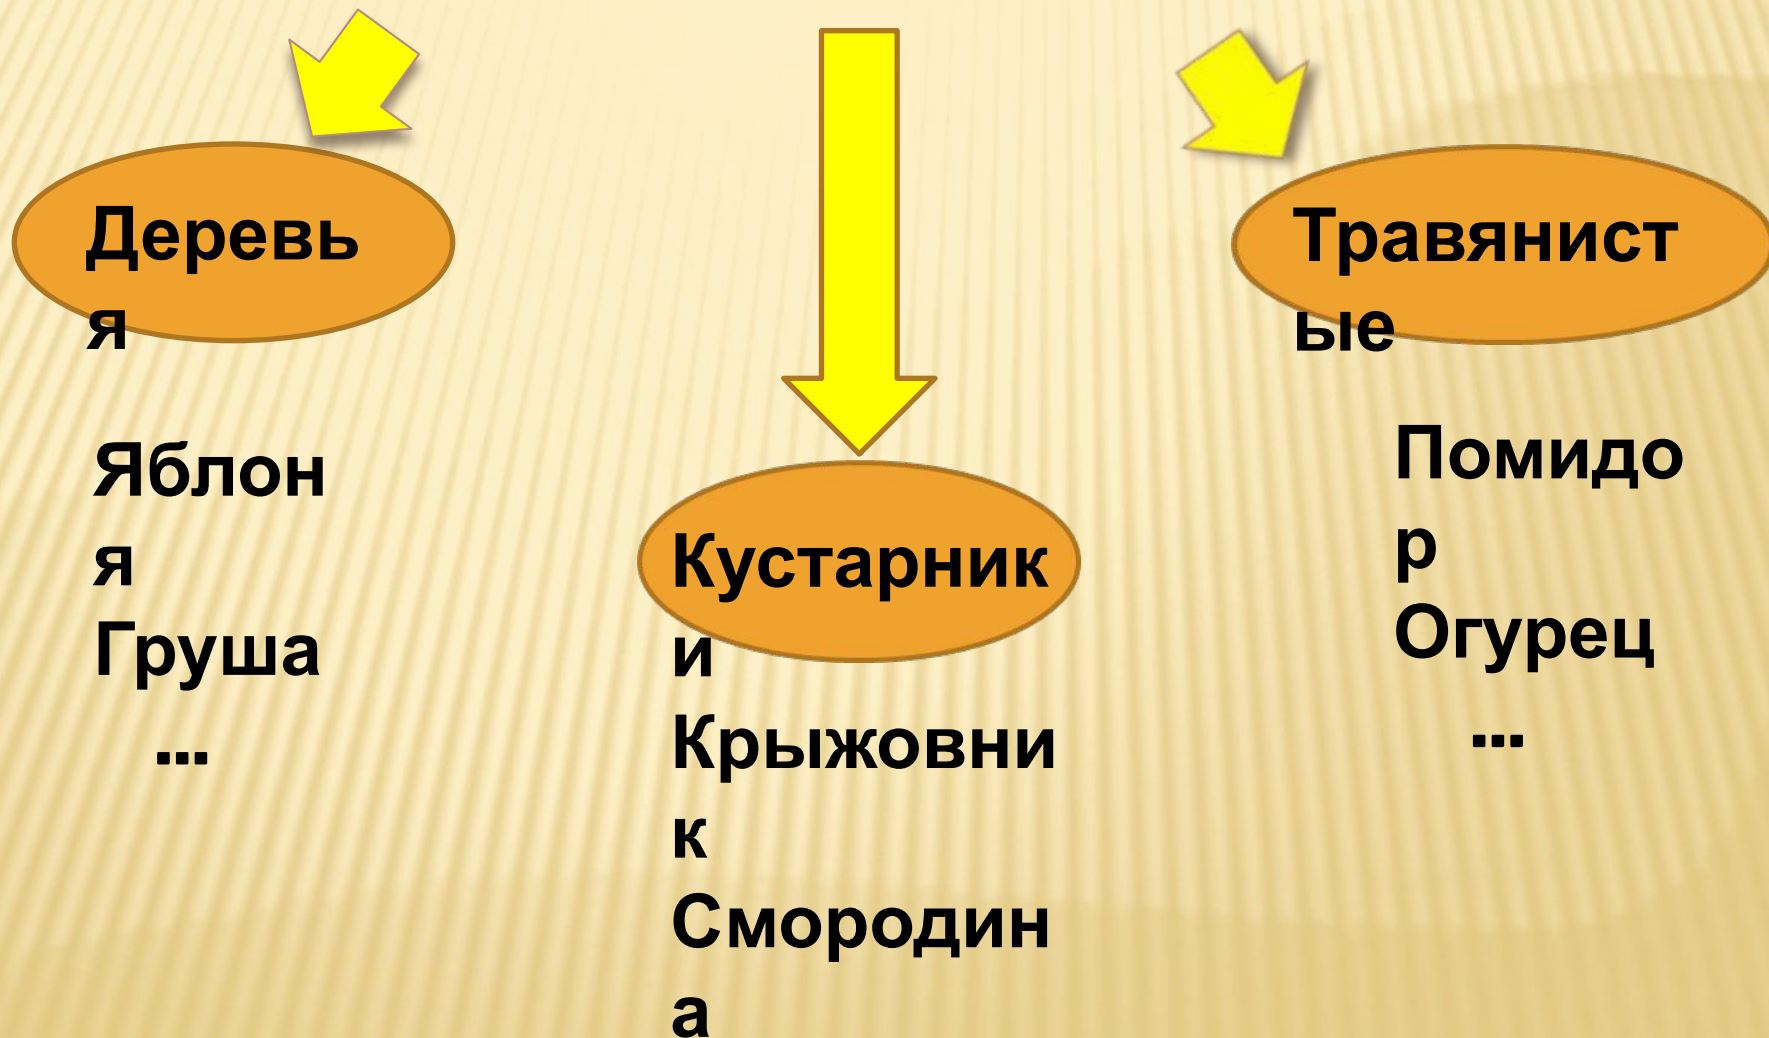 Деревь
я
Яблон
я
Груша
...
Кустарник
и
Крыжовни
к
Смородин
а
Травянист
ые
Помидо
р
Огурец
...